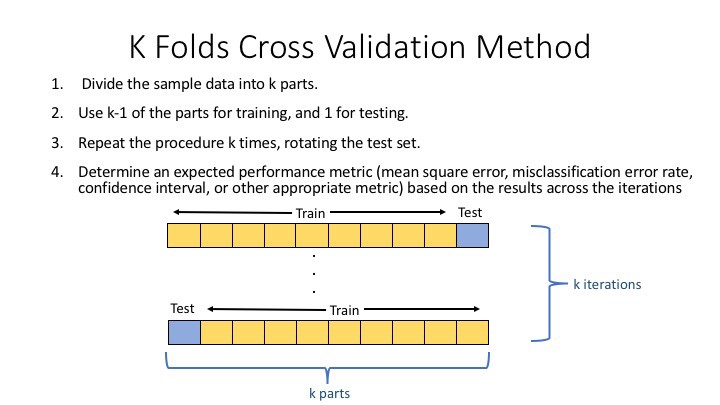 K Folds Cross Validation Method
1. Divide the sample data into k parts.
2. Use k-1 of the parts for training, and 1 for testing.
3. Repeat the procedure k times, rotating the test set.
4. Determine an expected performance metric (mean square error, misclassification error rate,
confidence interval, or other appropriate metric) based on the results across the iterations
Train Test
k iterations
Test Train
k parts